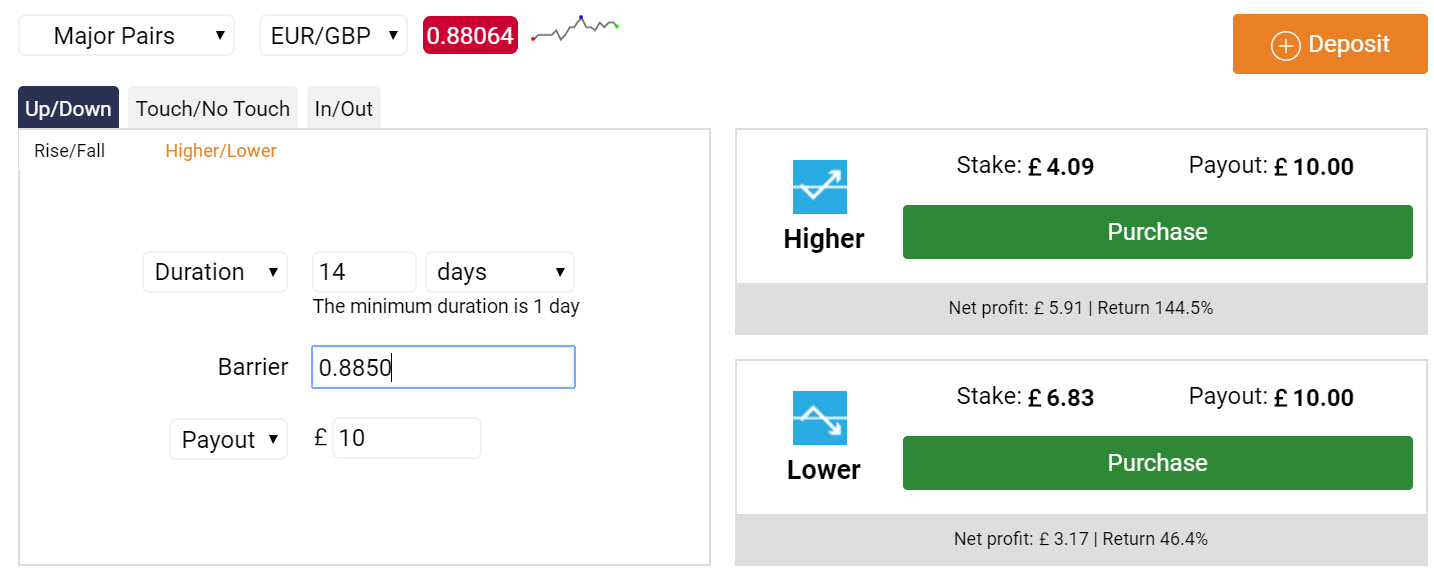 Major Pairs EUR/GBP 0.88064 Deposit
Up/Down Touch/No Touch In/Out
Rise/Fall Higher/Lower
Duration 14 days
The minimum duration is 1 day
Barrier 0.8850
Payout £ 10
Stake: £ 4.09 Payout: £ 10.00
Higher Purchase
Net profit: £ 5.91 | Return 144.5%
Stake: £ 6.83 Payout: £ 10.00
Lower Purchase
Net profit: £ 3.17 | Return 46.4%